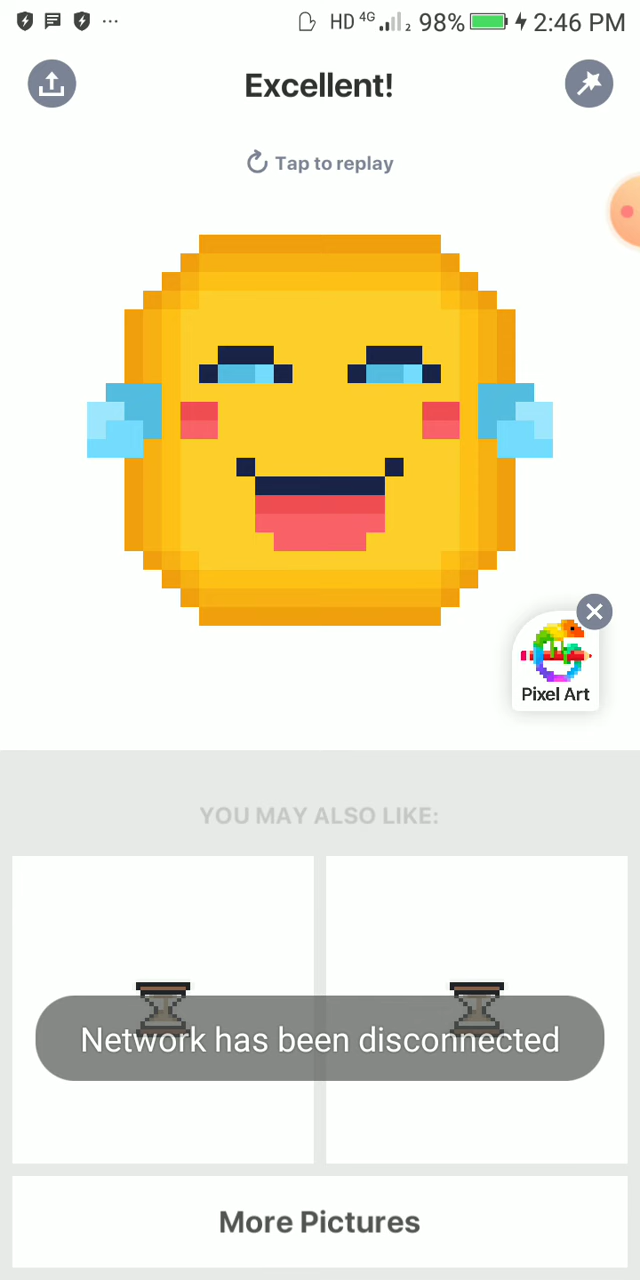 HD 4G 2 98% 2:46 PM
Excellent!
Tap to replay
Pixel Art
YOU MAY ALSO LIKE:
Network has been disconnected
More Pictures